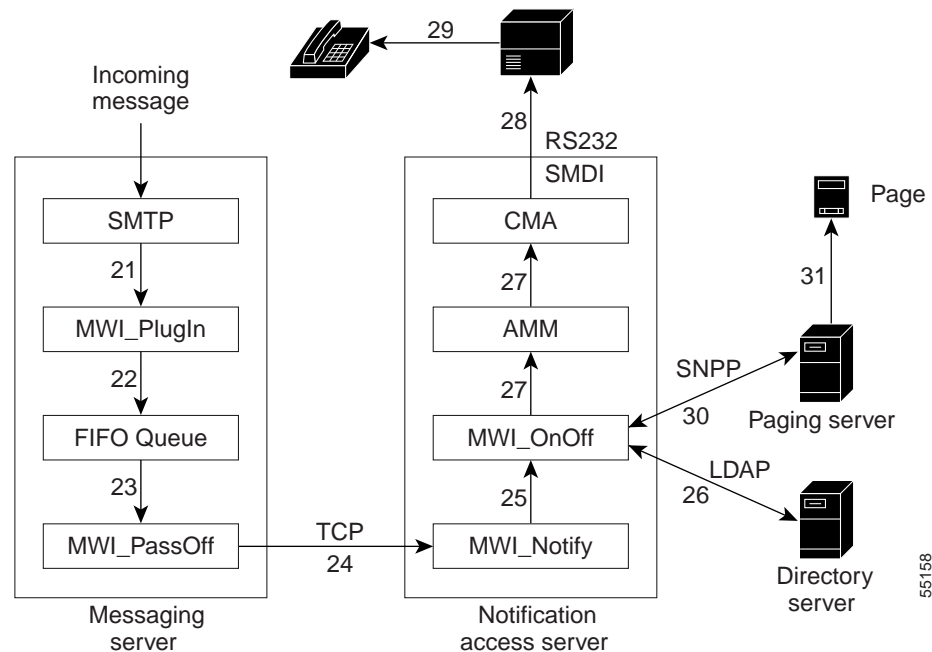 29
Incoming
message
28
RS232
SMDI
SMTP
CMA
Page
21
27
31
MWI_PlugIn
AMM
22
27
SNPP
30
Paging server
FIFO Queue
MWI_OnOff
23
25
LDAP
26
MWI_PassOff
TCP
24
MWI_Notify
Directory
server
Messaging
server
Notification
access server
55158